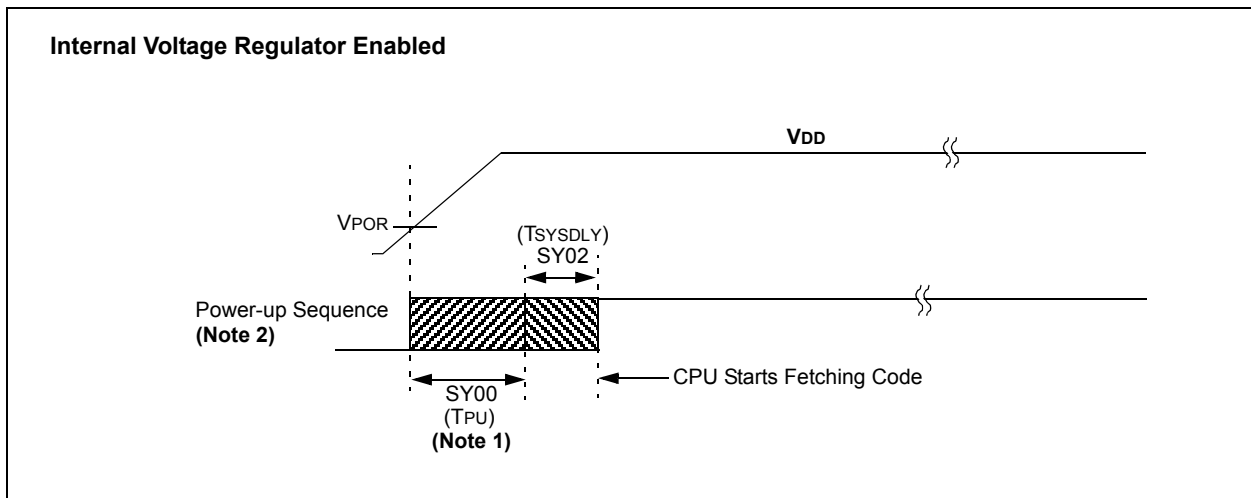 Internal Voltage Regulator Enabled
VDD
VPOR
(TSYSDLY)
SY02
Power-up Sequence
(Note 2)
CPU Starts Fetching Code
SY00
(TPU)
(Note 1)